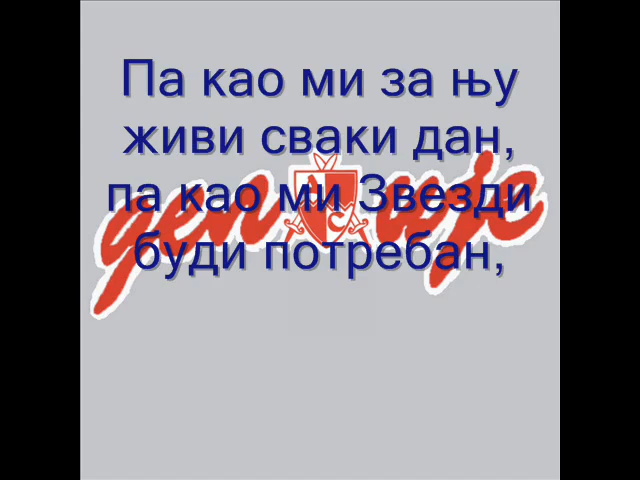 Па као ми за њу
живи сваки дан,
па као ми Звезди
буди потребан,